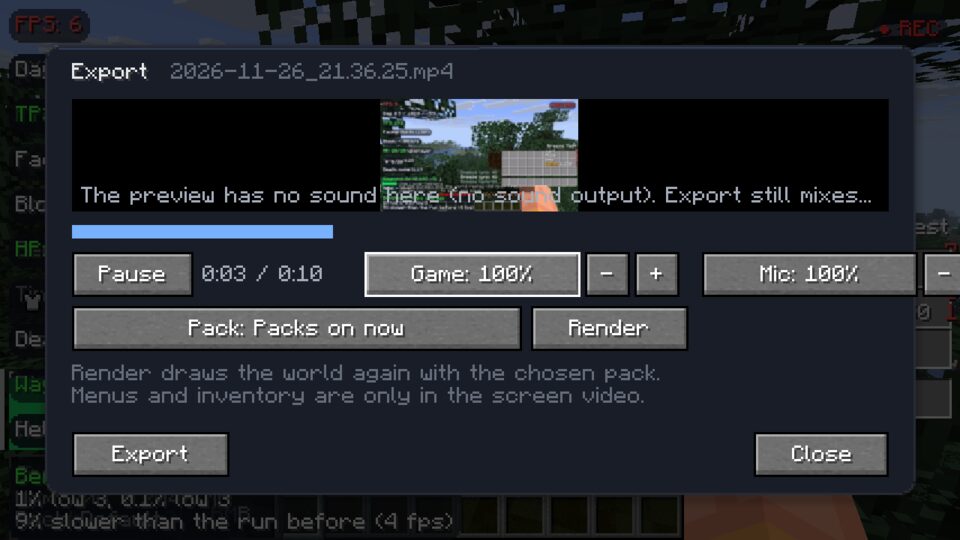 FPS: 6
REC
Export 2026-11-26_21.36.25.mp4
The preview has no sound here (no sound output). Export still mixes...
Pause 0:03 / 0:10 Game: 100% - + Mic: 100% -
Pack: Packs on now Render
Render draws the world again with the chosen pack.
Menus and inventory are only in the screen video.
Export Close
1% low 3, 0.1% low 3
9% slower than the run before (4 fps)